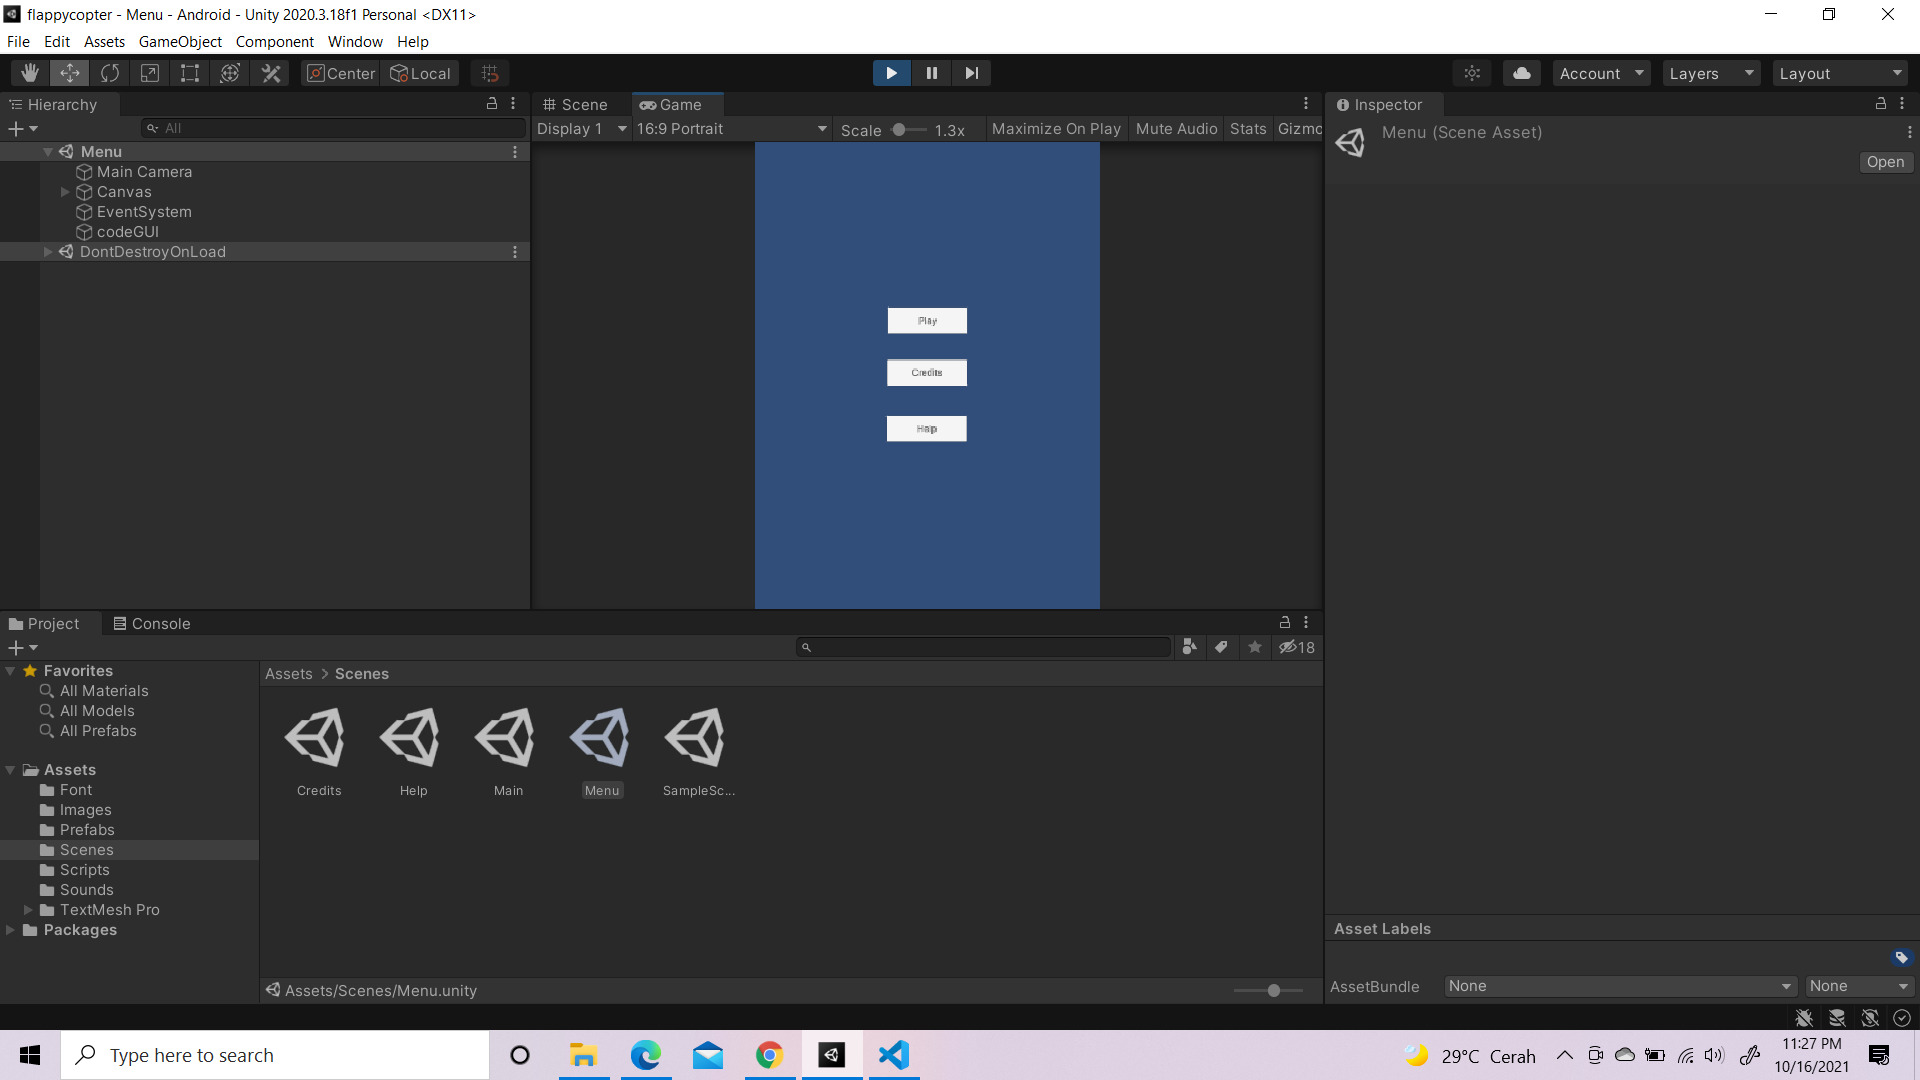 flappycopter - Menu - Android - Unity 2020.3.18f1 Personal <DX11>
File Edit Assets GameObject Component Window Help
Center Local Account Layers Layout
Hierarchy
All
Menu
Main Camera
Canvas
EventSystem
codeGUI
DontDestroyOnLoad
Scene Game
Display 1 16:9 Portrait Scale 1.3x Maximize On Play Mute Audio Stats Gizmo
Play
Credits
Help
Inspector
Menu (Scene Asset)
Open
Project Console
18
Favorites
All Materials
All Models
All Prefabs
Assets
Font
Images
Prefabs
Scenes
Scripts
Sounds
TextMesh Pro
Packages
Assets > Scenes
Credits Help Main Menu SampleSc...
Assets/Scenes/Menu.unity
Asset Labels
AssetBundle None None
Type here to search
29°C Cerah
11:27 PM
10/16/2021